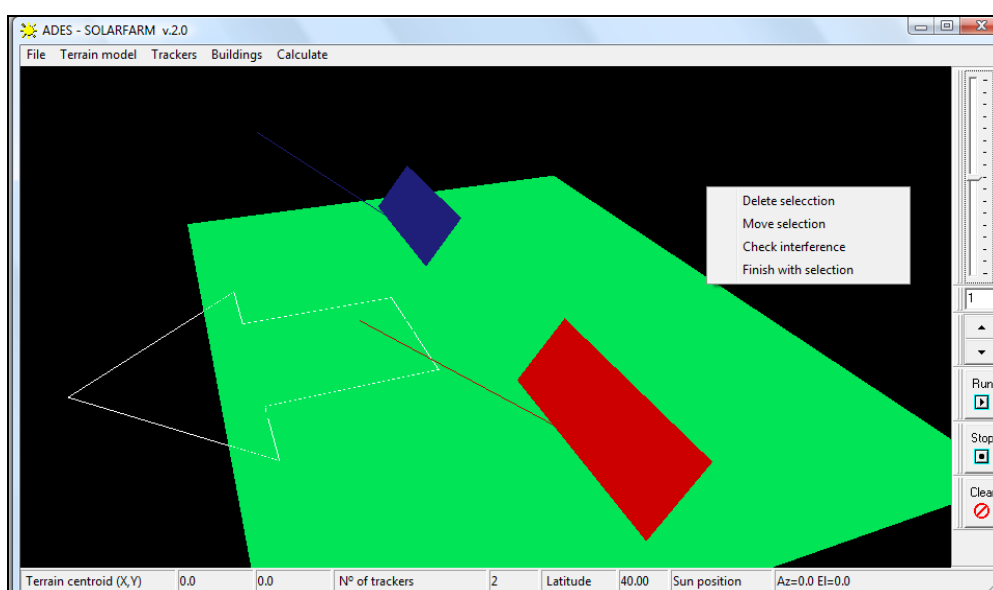 ADES - SOLARFARM v.2.0
File Terrain model Trackers Buildings Calculate
Delete selecction
Move selection
Check interference
Finish with selection
1
Run
Stop
Clea
Terrain centroid (X,Y) 0.0 0.0 Nº of trackers 2 Latitude 40.00 Sun position Az=0.0 El=0.0